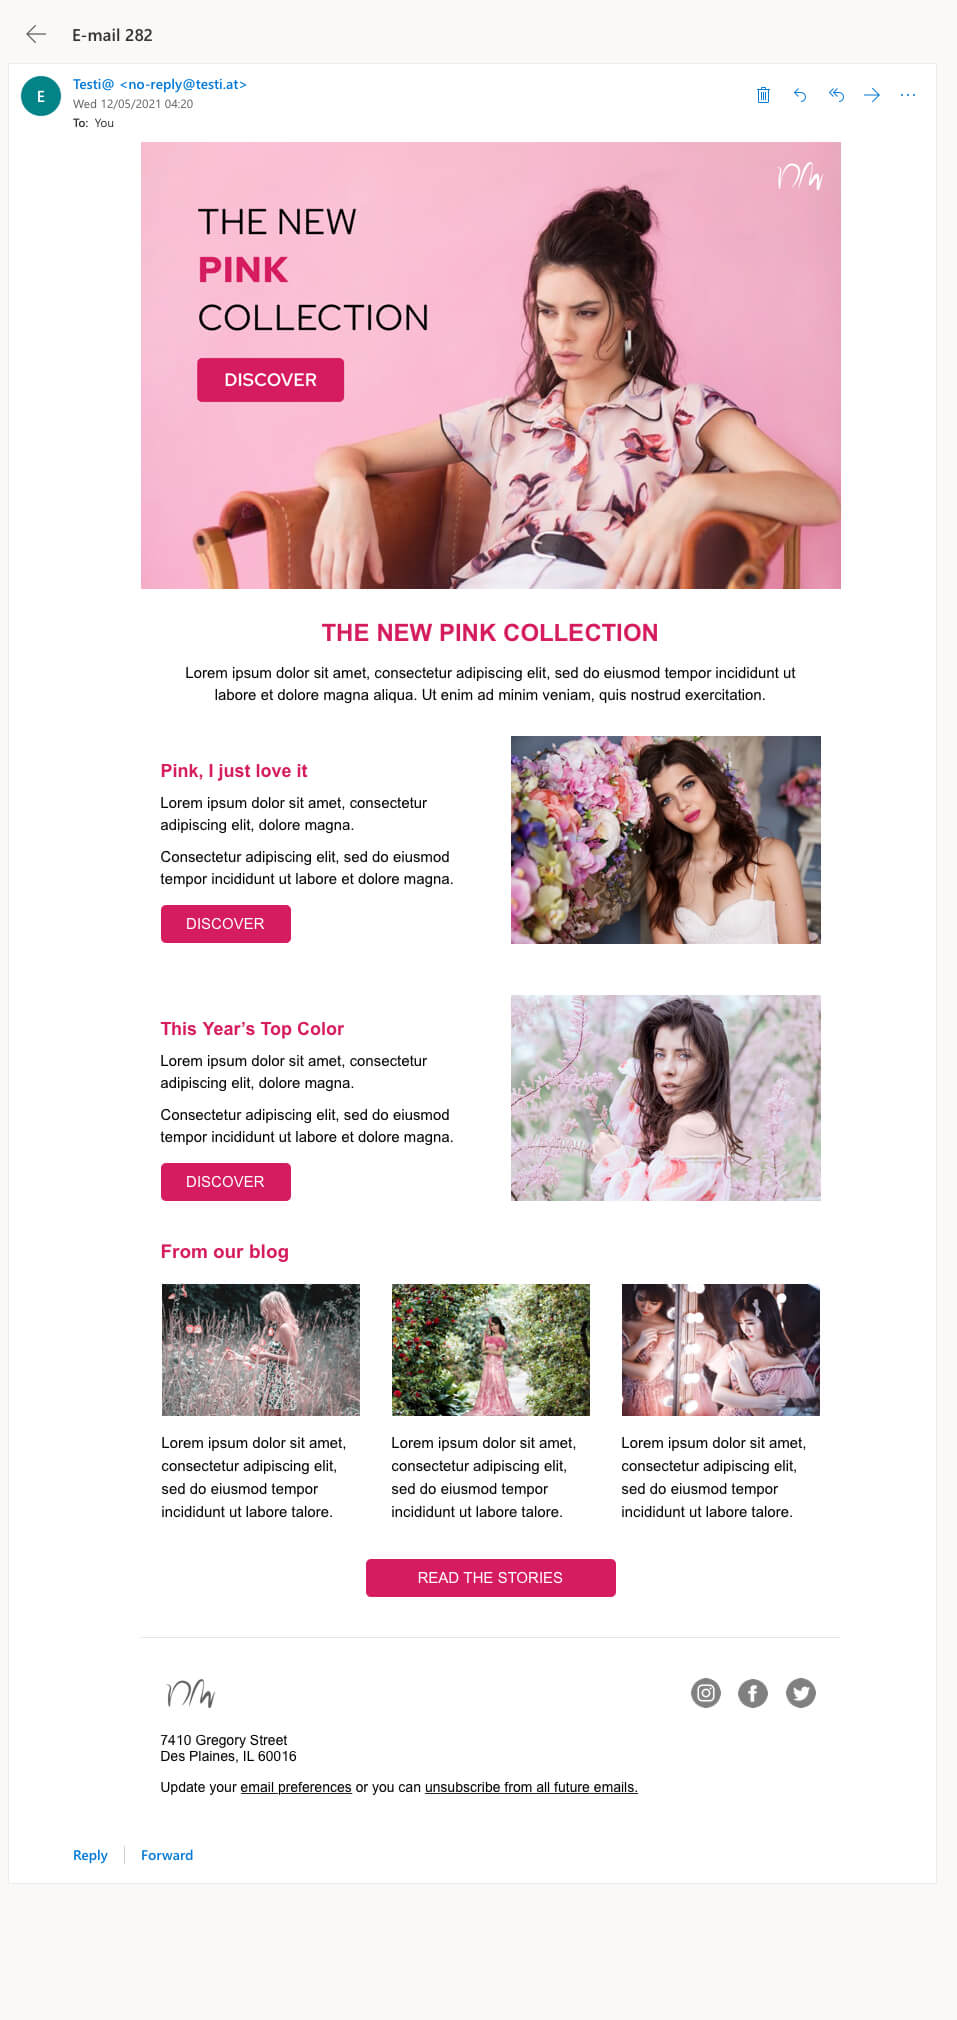 E-mail 282
E
Testi@ <no-reply@testi.at>
Wed 12/05/2021 04:20
To: You
THE NEW
PINK
COLLECTION
DISCOVER
THE NEW PINK COLLECTION
Lorem ipsum dolor sit amet, consectetur adipiscing elit, sed do eiusmod tempor incididunt ut
labore et dolore magna aliqua. Ut enim ad minim veniam, quis nostrud exercitation.
Pink, I just love it
Lorem ipsum dolor sit amet, consectetur
adipiscing elit, dolore magna.
Consectetur adipiscing elit, sed do eiusmod
tempor incididunt ut labore et dolore magna.
DISCOVER
This Year’s Top Color
Lorem ipsum dolor sit amet, consectetur
adipiscing elit, dolore magna.
Consectetur adipiscing elit, sed do eiusmod
tempor incididunt ut labore et dolore magna.
DISCOVER
From our blog
Lorem ipsum dolor sit amet,
consectetur adipiscing elit,
sed do eiusmod tempor
incididunt ut labore talore.
Lorem ipsum dolor sit amet,
consectetur adipiscing elit,
sed do eiusmod tempor
incididunt ut labore talore.
Lorem ipsum dolor sit amet,
consectetur adipiscing elit,
sed do eiusmod tempor
incididunt ut labore talore.
READ THE STORIES
7410 Gregory Street
Des Plaines, IL 60016
Update your email preferences or you can unsubscribe from all future emails.
Reply
Forward